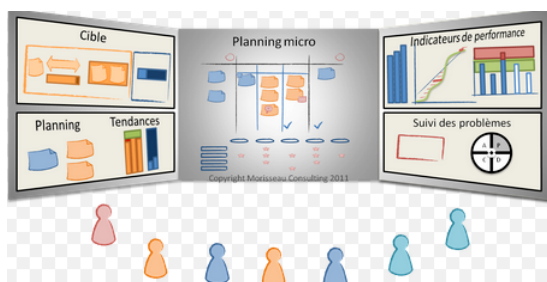 Cible
Planning micro
Indicateurs de performance
Planning
Tendances
Suivi des problèmes
A P
C D
Copyright Morisseau Consulting 2011